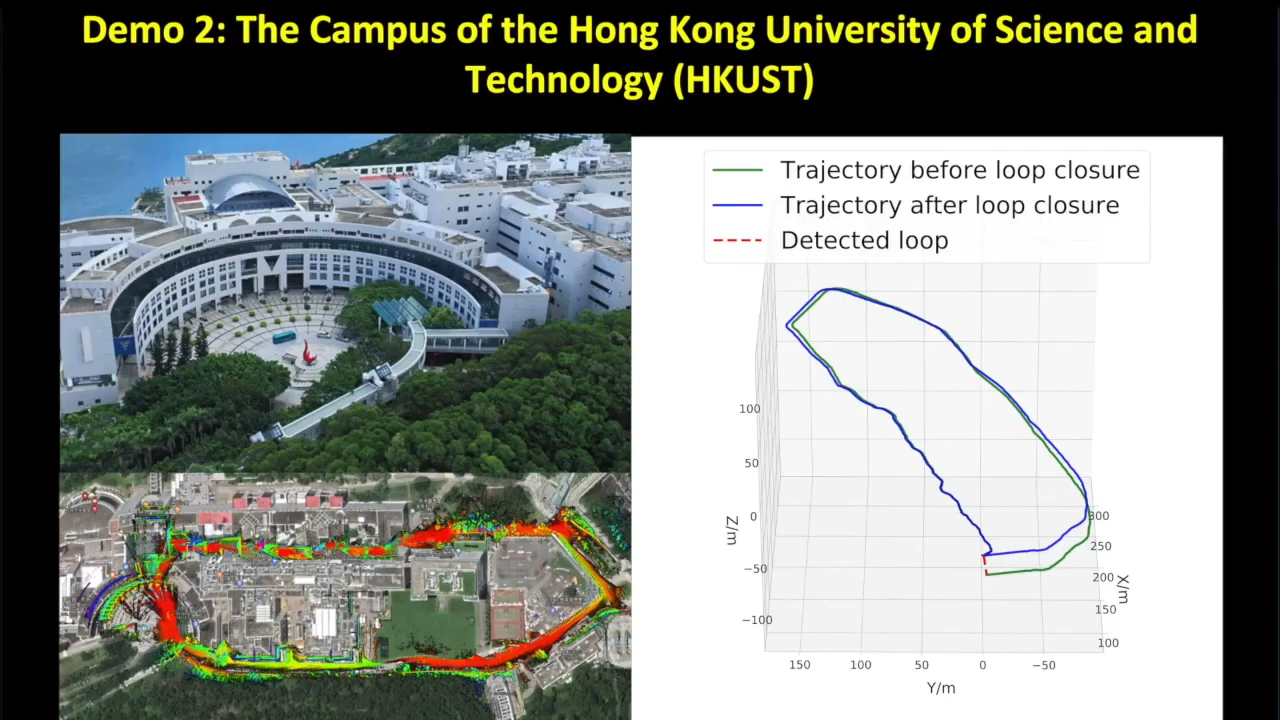 Demo 2: The Campus of the Hong Kong University of Science and
Technology (HKUST)
Trajectory before loop closure
Trajectory after loop closure
Detected loop
100
50
0
−50
−100
Z/m
150
100
50
0
−50
Y/m
300
250
200
150
100
X/m